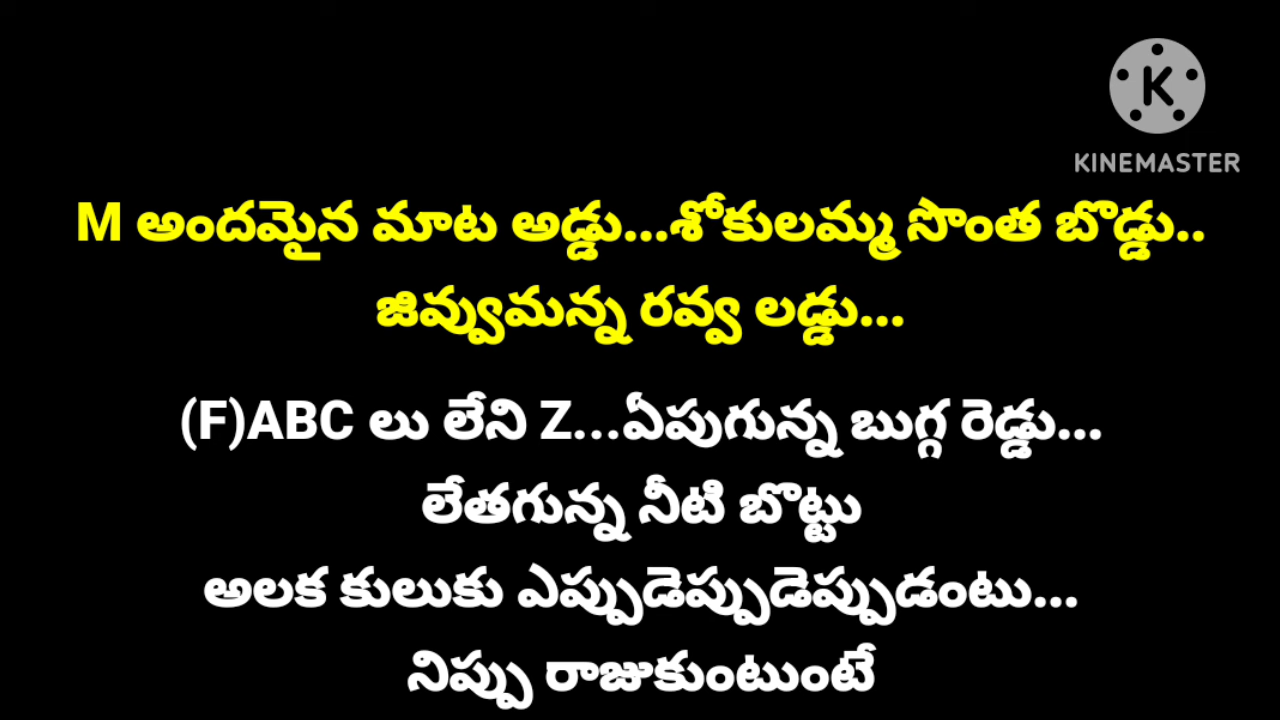 KINEMASTER
M అందమైన మాట అడ్డు...శోకులమ్మ సొంత బొడ్డు..
జివ్వుమన్న రవ్వ లడ్డు...
(F)ABC లు లేని Z...ఏపుగున్న బుగ్గ రెడ్డు...
లేతగున్న నీటి బొట్టు
అలక కులుకు ఎప్పుడెప్పుడెప్పుడంటు...
నిప్పు రాజుకుంటుంటే